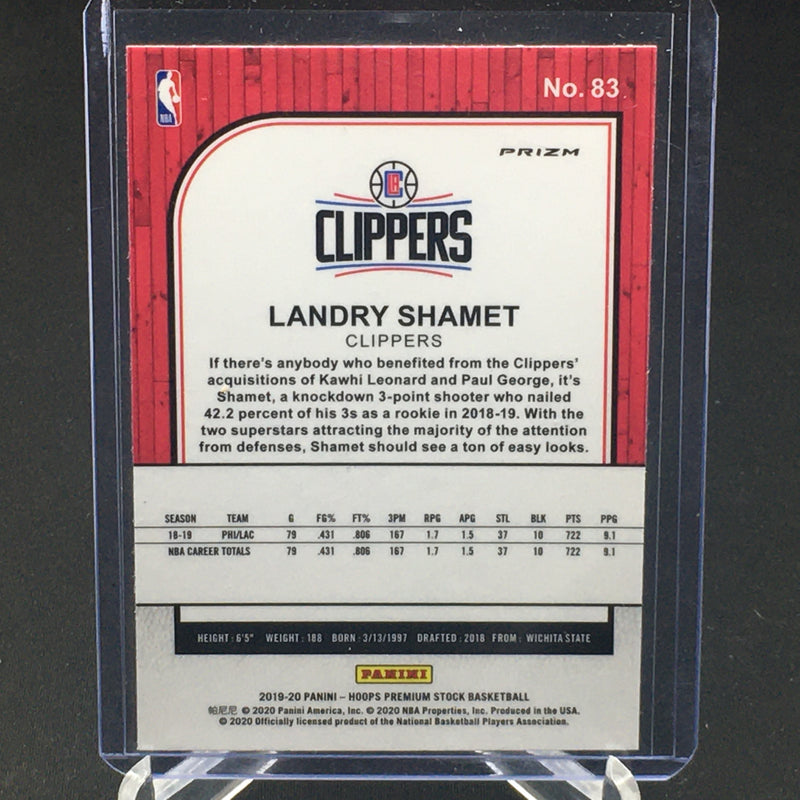 No. 83
NBA
PRIZM
CLIPPERS
LANDRY SHAMET
CLIPPERS
If there's anybody who benefited from the Clippers'
acquisitions of Kawhi Leonard and Paul George, it's
Shamet, a knockdown 3-point shooter who nailed
42.2 percent of his 3s as a rookie in 2018-19. With the
two superstars attracting the majority of the attention
from defenses, Shamet should see a ton of easy looks.
SEASON TEAM G FG% FT% 3PM RPG APG STL BLK PTS PPG
18-19 PHI/LAC 79 .431 .806 167 1.7 1.5 37 10 722 9.1
NBA CAREER TOTALS 79 .431 .806 167 1.7 1.5 37 10 722 9.1
HEIGHT: 6'5" WEIGHT: 188 BORN: 3/13/1997 DRAFTED: 2018 FROM: WICHITA STATE
PANINI
2019-20 PANINI – HOOPS PREMIUM STOCK BASKETBALL
帕尼尼 © 2020 Panini America, Inc. © 2020 NBA Properties, Inc. Produced in the USA.
© 2020 Officially licensed product of the National Basketball Players Association.